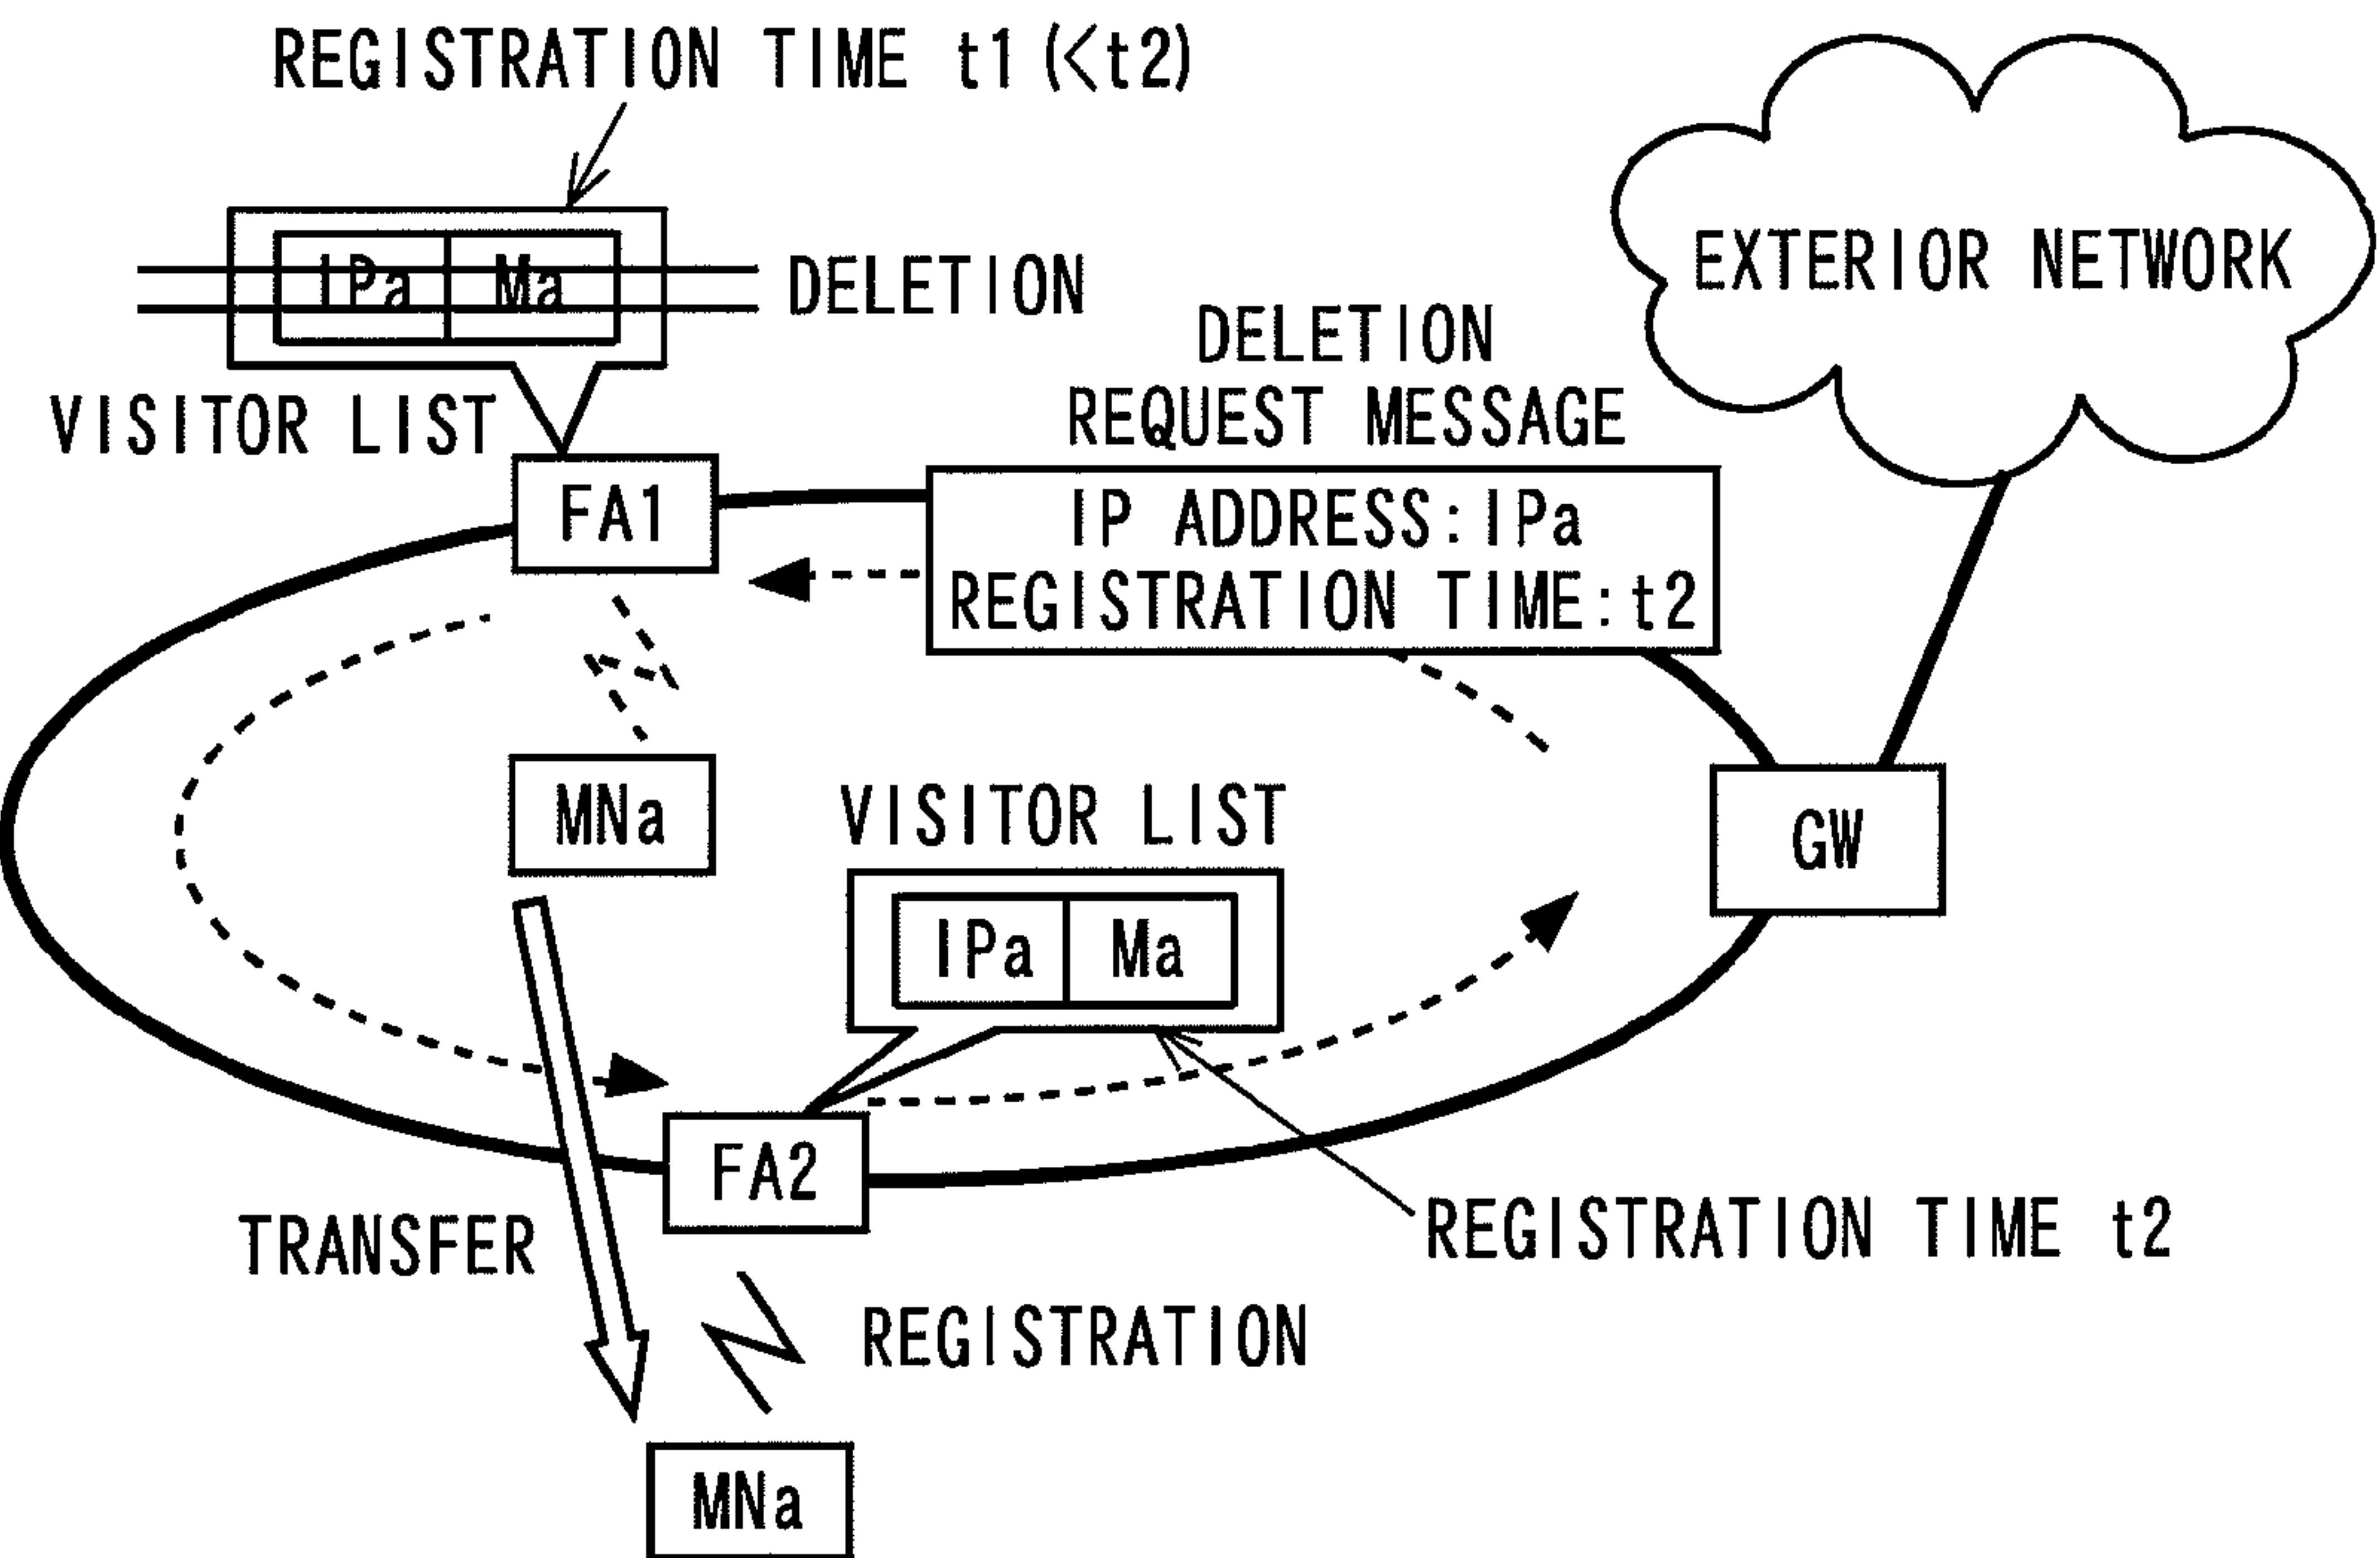 REGISTRATION TIME t1(<t2)
IPa Ma
DELETION
VISITOR LIST
EXTERIOR NETWORK
DELETION
REQUEST MESSAGE
FA1
IP ADDRESS:IPa
REGISTRATION TIME:t2
MNa
VISITOR LIST
IPa Ma
GW
FA2
TRANSFER
REGISTRATION TIME t2
REGISTRATION
MNa